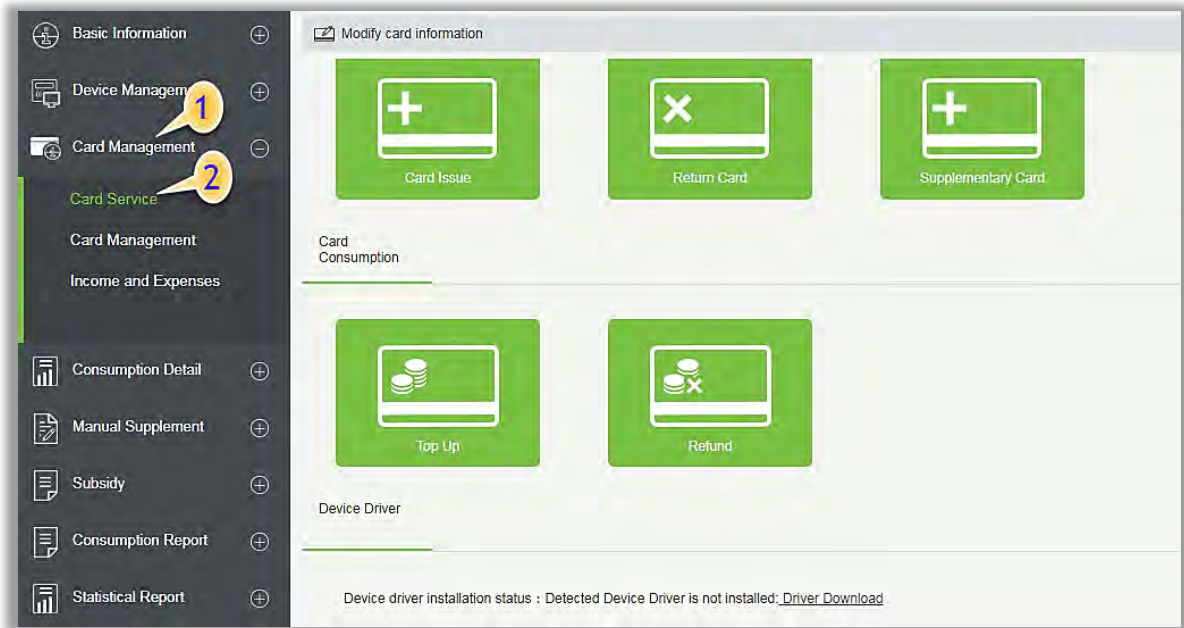 Basic Information
Device Managem
1
Card Management
2
Card Service
Card Management
Income and Expenses
Consumption Detail
Manual Supplement
Subsidy
Consumption Report
Statistical Report
Modify card information
Card Issue
Return Card
Supplementary Card
Card
Consumption
Top Up
Refund
Device Driver
Device driver installation status : Detected Device Driver is not installed: Driver Download